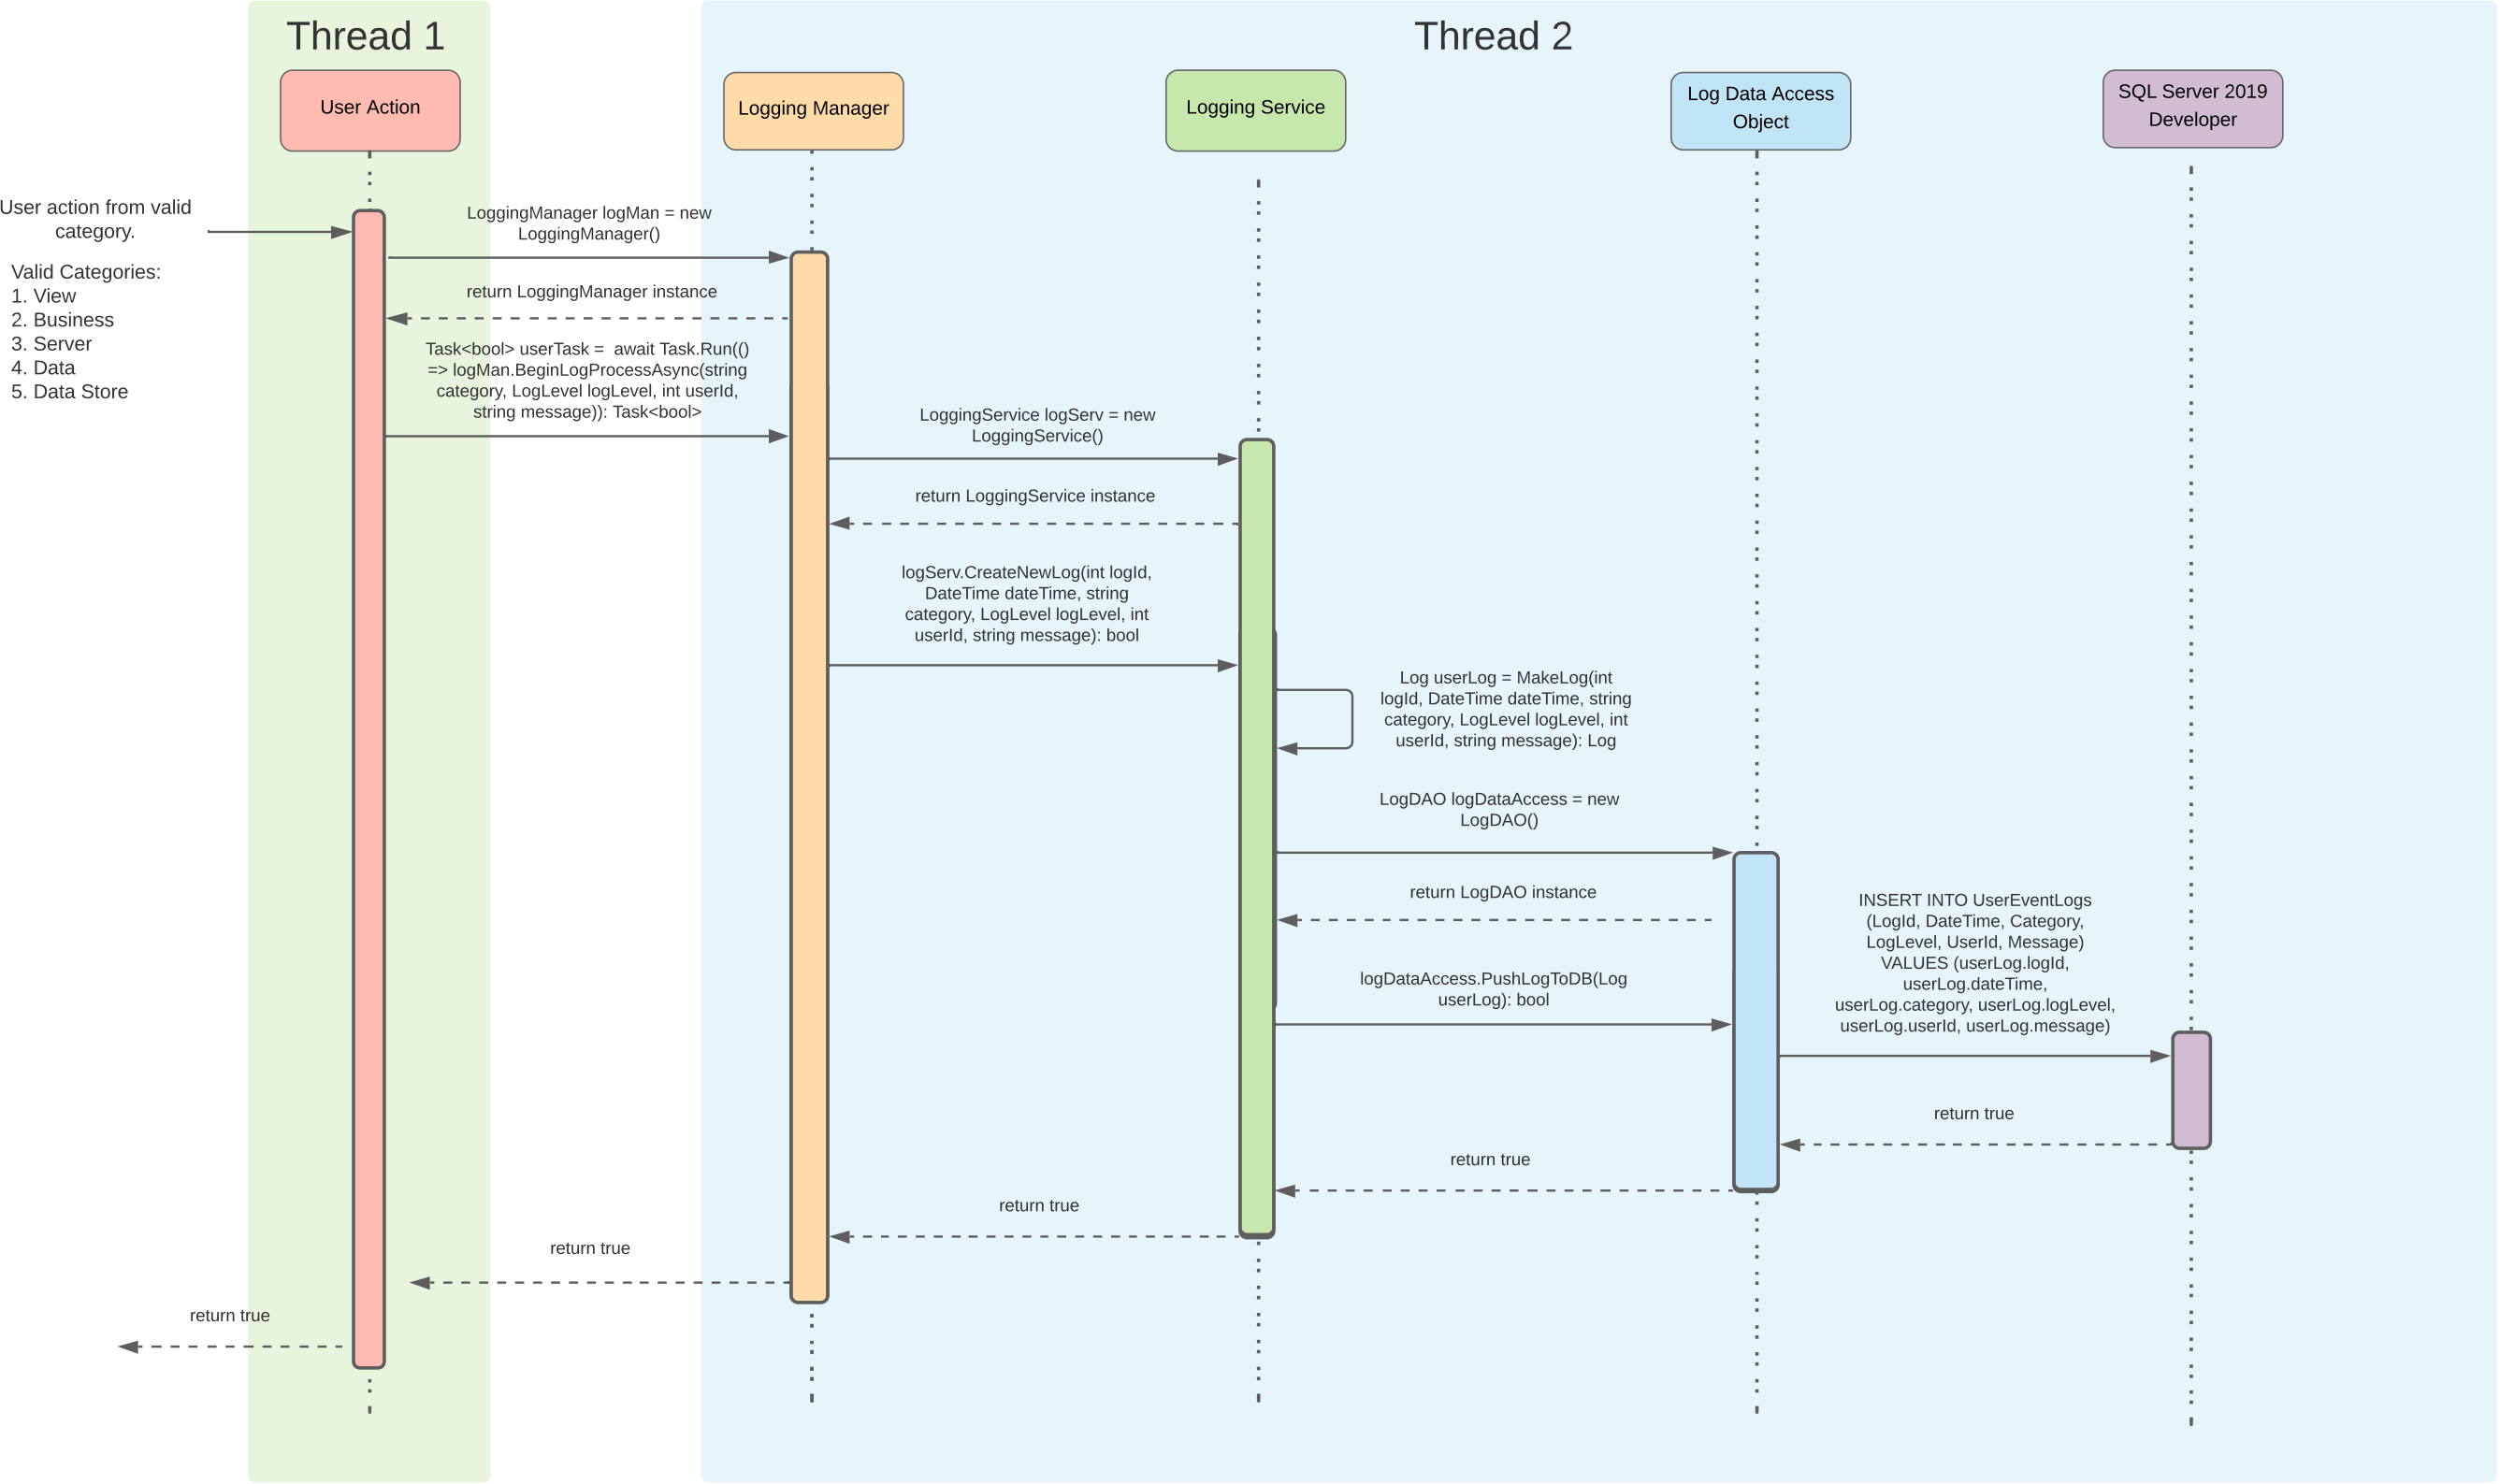 Thread 1
Thread 2
User Action
Logging Manager
Logging Service
Log Data Access
Object
SQL Server 2019
Developer
User action from valid
category.
Valid Categories:
1. View
2. Business
3. Server
4. Data
5. Data Store
LoggingManager logMan = new
LoggingManager()
return LoggingManager instance
Task<bool> userTask =  await Task.Run(()
=> logMan.BeginLogProcessAsync(string
category, LogLevel logLevel, int userId,
string message)): Task<bool>
LoggingService logServ = new
LoggingService()
return LoggingService instance
logServ.CreateNewLog(int logId,
DateTime dateTime, string
category, LogLevel logLevel, int
userId, string message): bool
Log userLog = MakeLog(int
logId, DateTime dateTime, string
category, LogLevel logLevel, int
userId, string message): Log
LogDAO logDataAccess = new
LogDAO()
return LogDAO instance
logDataAccess.PushLogToDB(Log
userLog): bool
INSERT INTO UserEventLogs
(LogId, DateTime, Category,
LogLevel, UserId, Message)
VALUES (userLog.logId,
userLog.dateTime,
userLog.category, userLog.logLevel,
userLog.userId, userLog.message)
return true
return true
return true
return true
return true